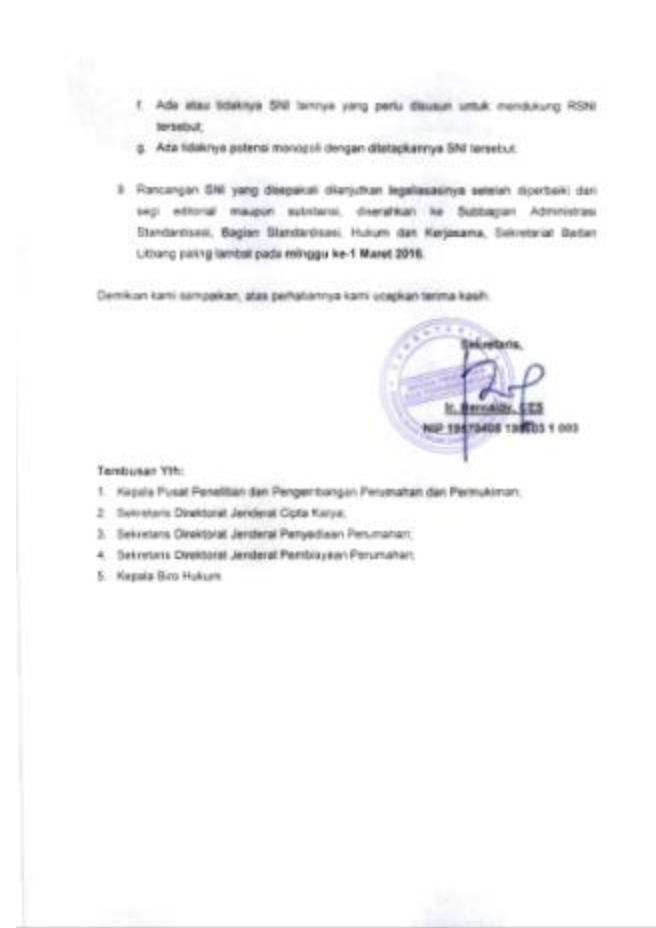 f. Ada atau tidaknya SNI lainnya yang perlu disusun untuk mendukung RSNI
tersebut;
g. Ada tidaknya potensi monopoli dengan ditetapkannya SNI tersebut.
Rancangan SNI yang disepakati dilanjutkan legalisasinya setelah diperbaiki dari
segi editorial maupun substansi, diserahkan ke Subbagian Administrasi
Standardisasi, Bagian Standardisasi, Hukum dan Kerjasama, Sekretariat Badan
Litbang paling lambat pada minggu ke-1 Maret 2016.
Demikian kami sampaikan, atas perhatiannya kami ucapkan terima kasih.
Sekretaris,
Ir. CES
NIP 1 003
Tembusan Yth:
1. Kepala Pusat Penelitian dan Pengembangan Perumahan dan Permukiman;
2. Sekretaris Direktorat Jenderal Cipta Karya;
3. Sekretaris Direktorat Jenderal Penyediaan Perumahan;
4. Sekretaris Direktorat Jenderal Pembiayaan Perumahan;
5. Kepala Biro Hukum